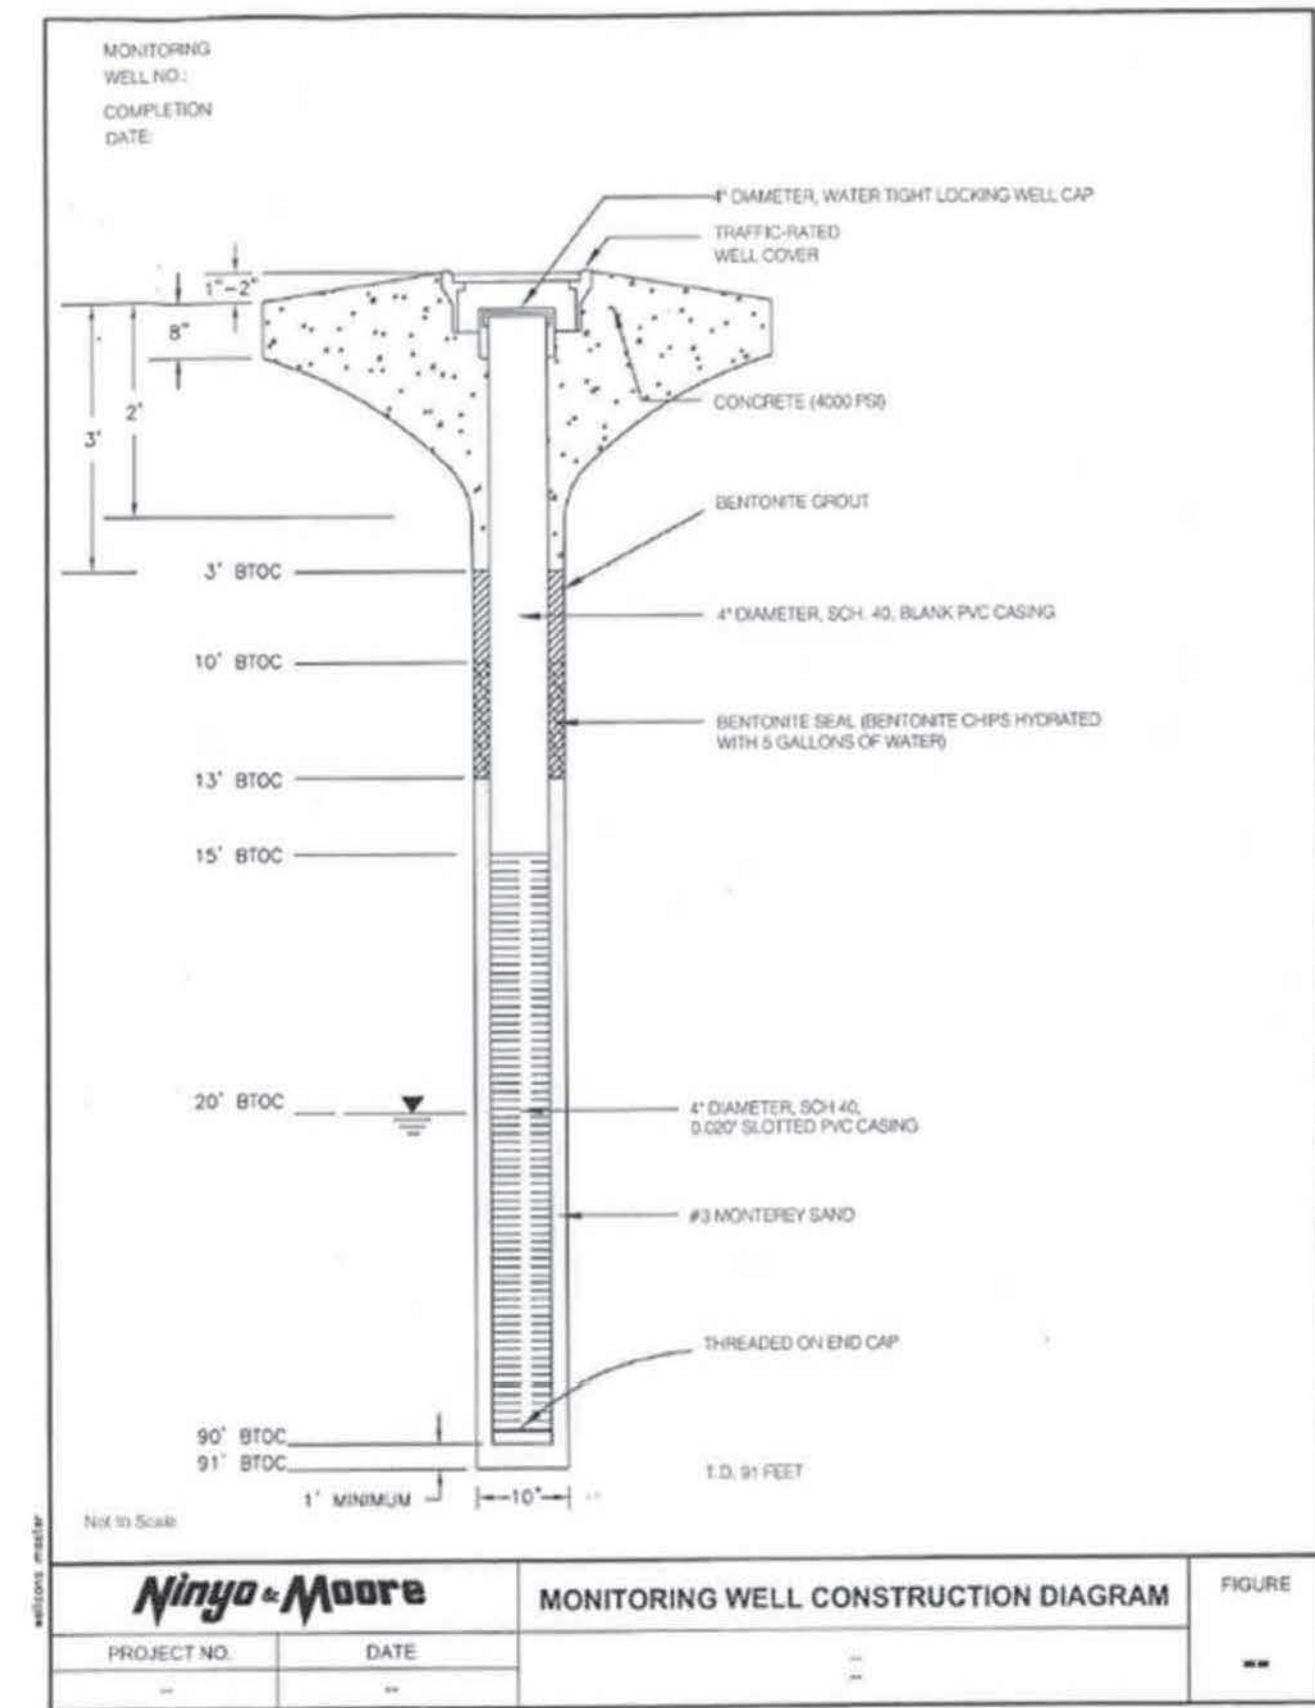 MONITORING
WELL NO.:
COMPLETION
DATE:
4" DIAMETER, WATER TIGHT LOCKING WELL CAP
TRAFFIC-RATED
WELL COVER
1"-2"
8"
2'
3'
CONCRETE (4000 PSI)
BENTONITE GROUT
3' BTOC
4" DIAMETER, SCH. 40, BLANK PVC CASING
10' BTOC
BENTONITE SEAL (BENTONITE CHIPS HYDRATED
WITH 5 GALLONS OF WATER)
13' BTOC
15' BTOC
20' BTOC
4" DIAMETER, SCH 40,
0.020" SLOTTED PVC CASING
#3 MONTEREY SAND
THREADED ON END CAP
90' BTOC
91' BTOC
T.D. 91 FEET
1' MINIMUM
10"
Not to Scale
wellcons master
Ninyo & Moore
MONITORING WELL CONSTRUCTION DIAGRAM
FIGURE
PROJECT NO.
DATE
--
--
--
--
--